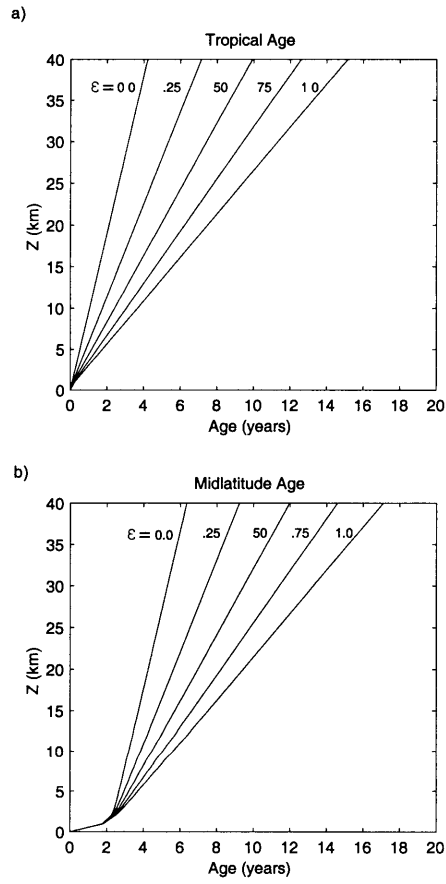 a)
Tropical Age
40
35
30
25
20
15
10
5
0
Z (km)
ε = 0 0 .25 50 75 1 0
0 2 4 6 8 10 12 14 16 18 20
Age (years)
b)
Midlatitude Age
40
35
30
25
20
15
10
5
0
Z (km)
ε = 0.0 .25 50 .75 1.0
0 2 4 6 8 10 12 14 16 18 20
Age (years)